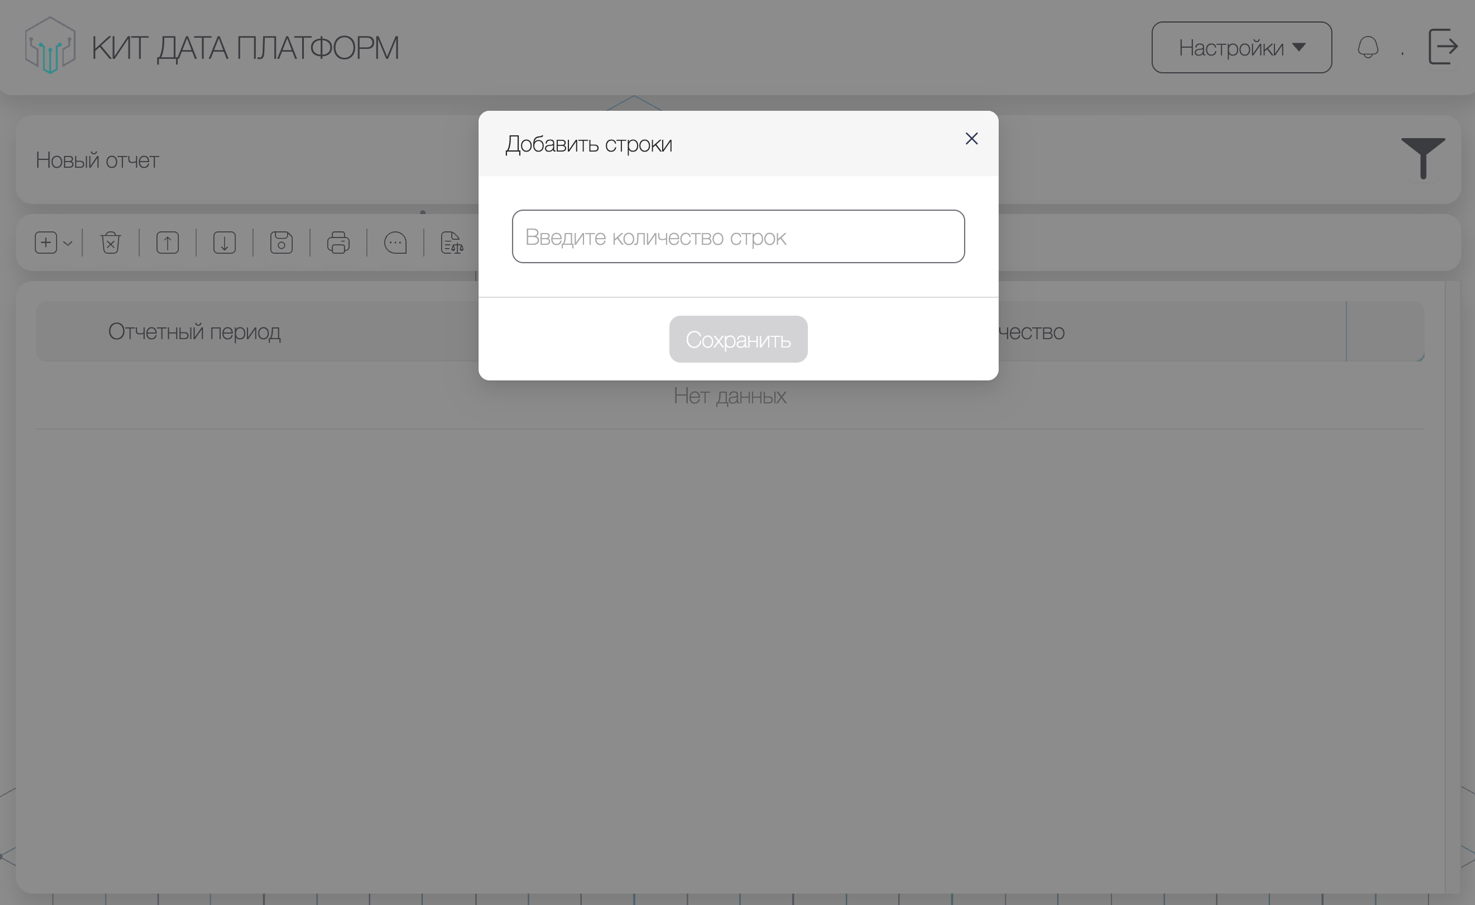 КИТ ДАТА ПЛАТФОРМ
Настройки
Новый отчет
Добавить строки
Введите количество строк
Сохранить
Отчетный период
чество
Нет данных